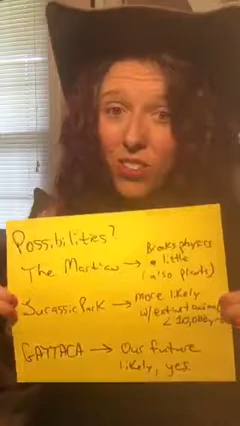 Possibilities?
The Martian → Breaks physics
a little
(also plants)
Jurassic Park → more likely
w/extinct animals
< 10,000
GATTACA → Our future
likely, yes.